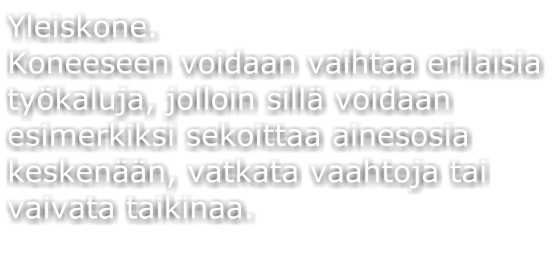 Yleiskone.
Koneeseen voidaan vaihtaa erilaisia
työkaluja, jolloin sillä voidaan
esimerkiksi sekoittaa ainesosia
keskenään, vatkata vaahtoja tai
vaivata taikinaa.